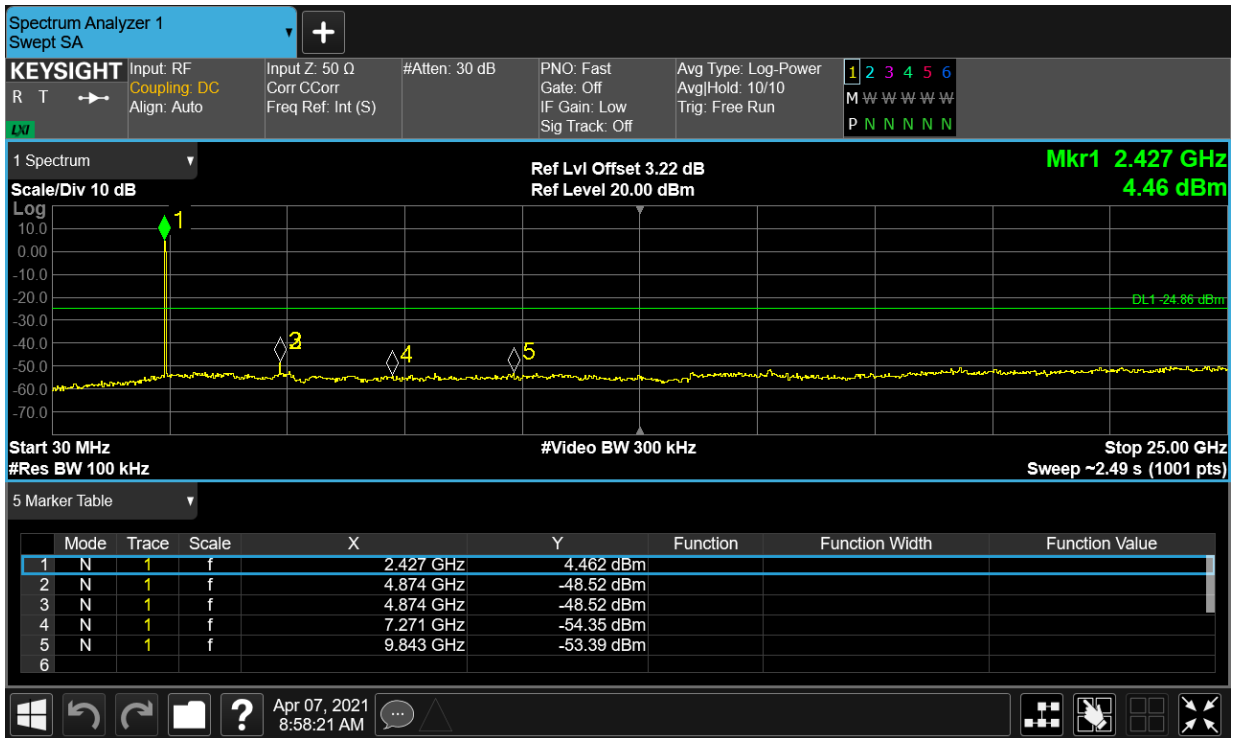 Spectrum Analyzer 1
Swept SA
KEYSIGHT
R T
LXI
Input: RF
Coupling: DC
Align: Auto
Input Z: 50 Ω
Corr CCorr
Freq Ref: Int (S)
#Atten: 30 dB
PNO: Fast
Gate: Off
IF Gain: Low
Sig Track: Off
Avg Type: Log-Power
Avg|Hold: 10/10
Trig: Free Run
1 2 3 4 5 6
M W W W W W
P N N N N N
1 Spectrum
Scale/Div 10 dB
Log
Ref Lvl Offset 3.22 dB
Ref Level 20.00 dBm
Mkr1 2.427 GHz
4.46 dBm
10.0
0.00
-10.0
-20.0
-30.0
-40.0
-50.0
-60.0
-70.0
1
2
3
4
5
DL1 -24.86 dBm
Start 30 MHz
#Res BW 100 kHz
#Video BW 300 kHz
Stop 25.00 GHz
Sweep ~2.49 s (1001 pts)
5 Marker Table
Mode Trace Scale X Y Function Function Width Function Value
1 N 1 f 2.427 GHz 4.462 dBm
2 N 1 f 4.874 GHz -48.52 dBm
3 N 1 f 4.874 GHz -48.52 dBm
4 N 1 f 7.271 GHz -54.35 dBm
5 N 1 f 9.843 GHz -53.39 dBm
6
?
Apr 07, 2021
8:58:21 AM